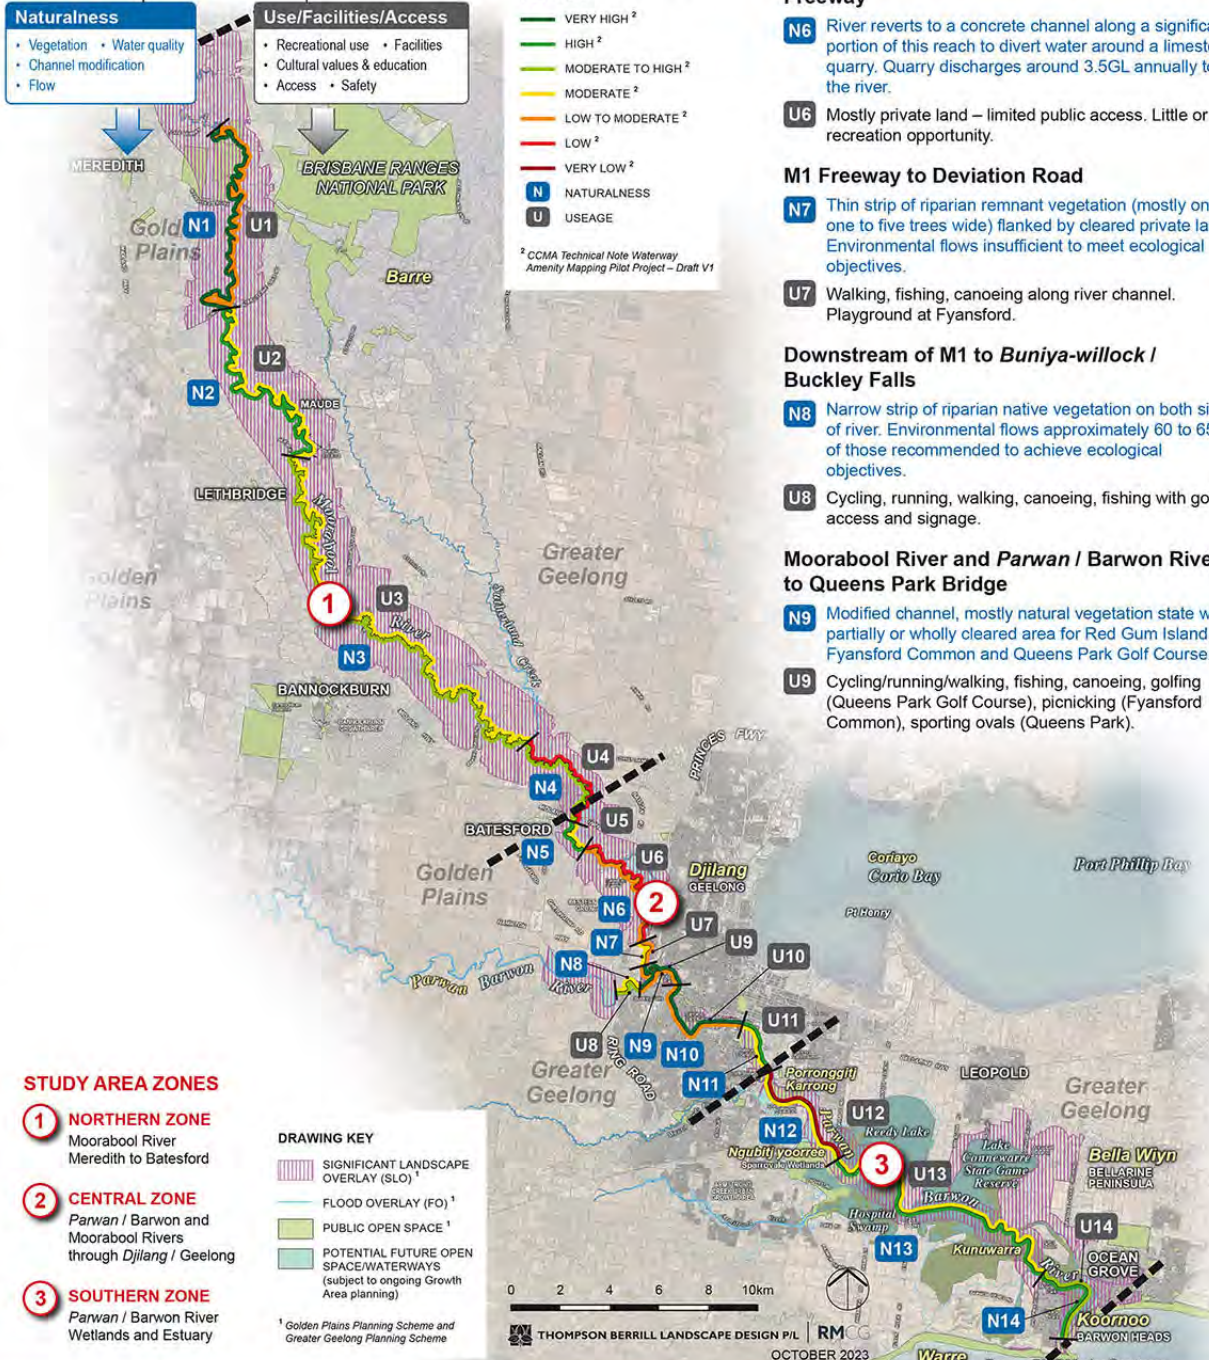 Naturalness
• Vegetation • Water quality
• Channel modification
• Flow
Use/Facilities/Access
• Recreational use • Facilities
• Cultural values & education
• Access • Safety
VERY HIGH ²
HIGH ²
MODERATE TO HIGH ²
MODERATE ²
LOW TO MODERATE ²
LOW ²
VERY LOW ²
N NATURALNESS
U USEAGE
² CCMA Technical Note Waterway
Amenity Mapping Pilot Project – Draft V1
Freeway
N6 River reverts to a concrete channel along a
portion of this reach to divert water around a
quarry. Quarry discharges around 3.5GL annually
the river.
U6 Mostly private land – limited public access. Little or
recreation opportunity.
M1 Freeway to Deviation Road
N7 Thin strip of riparian remnant vegetation (mostly
one to five trees wide) flanked by cleared private
Environmental flows insufficient to meet ecological
objectives.
U7 Walking, fishing, canoeing along river channel.
Playground at Fyansford.
Downstream of M1 to Buniya-willock /
Buckley Falls
N8 Narrow strip of riparian native vegetation on both
of river. Environmental flows approximately 60 to
of those recommended to achieve ecological
objectives.
U8 Cycling, running, walking, canoeing, fishing with
access and signage.
Moorabool River and Parwan / Barwon
to Queens Park Bridge
N9 Modified channel, mostly natural vegetation state
partially or wholly cleared area for Red Gum Island
Fyansford Common and Queens Park Golf Course
U9 Cycling/running/walking, fishing, canoeing, golfing
(Queens Park Golf Course), picnicking (Fyansford
Common), sporting ovals (Queens Park).
MEREDITH
BRISBANE RANGES
NATIONAL PARK
Golden
Plains
N1
U1
Barre
U2
N2
MAUDE
LETHBRIDGE
Moorabool
Greater
Geelong
Golden
Plains
1
U3
River
N3
Sutherland Creek
BANNOCKBURN
PRINCES FWY
U4
N4
U5
BATESFORD
N5
U6
Golden
Plains
Djilang
GEELONG
Coriayo
Corio Bay
Port Phillip Bay
Pt Henry
N6
2
U7
N7
U9
N8
U10
Parwan Barwon
River
U11
U8
N9
N10
RING ROAD
Greater
Geelong
N11
Porronggitj
Karrong
LEOPOLD
Greater
Geelong
U12
Reedy Lake
Parwan
N12
Ngubitj yoorree
Sparrovale Wetlands
3
Lake
Connewarre
State Game
Reserve
Bella Wiyn
BELLARINE
PENINSULA
U13
Barwon
Hospital
Swamp
U14
N13
Kunuwarra
River
OCEAN
GROVE
N14
Koornoo
BARWON HEADS
Warre
STUDY AREA ZONES
1 NORTHERN ZONE
Moorabool River
Meredith to Batesford
2 CENTRAL ZONE
Parwan / Barwon and
Moorabool Rivers
through Djilang / Geelong
3 SOUTHERN ZONE
Parwan / Barwon River
Wetlands and Estuary
DRAWING KEY
SIGNIFICANT LANDSCAPE
OVERLAY (SLO) ¹
FLOOD OVERLAY (FO) ¹
PUBLIC OPEN SPACE ¹
POTENTIAL FUTURE OPEN
SPACE/WATERWAYS
(subject to ongoing Growth
Area planning)
¹ Golden Plains Planning Scheme and
Greater Geelong Planning Scheme
0 2 4 6 8 10km
THOMPSON BERRILL LANDSCAPE DESIGN P/L RMCG
OCTOBER 2023